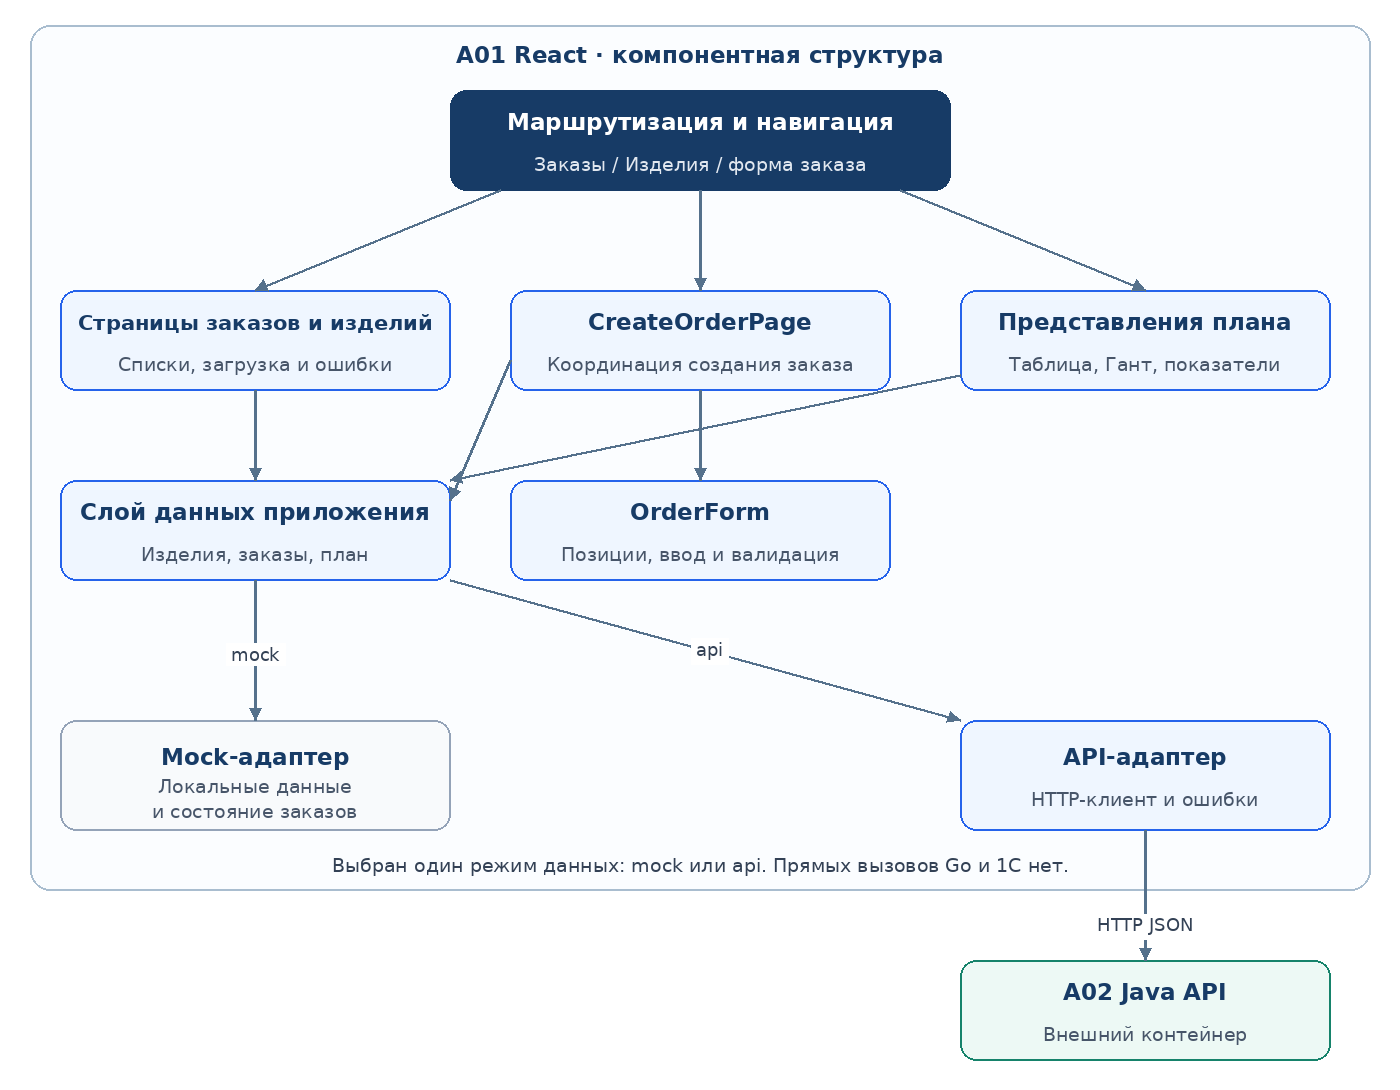 A01 React · компонентная структура
Маршрутизация и навигация
Заказы / Изделия / форма заказа
Страницы заказов и изделий
Списки, загрузка и ошибки
CreateOrderPage
Координация создания заказа
Представления плана
Таблица, Гант, показатели
Слой данных приложения
Изделия, заказы, план
OrderForm
Позиции, ввод и валидация
mock
api
Mock-адаптер
Локальные данные
и состояние заказов
API-адаптер
HTTP-клиент и ошибки
Выбран один режим данных: mock или api. Прямых вызовов Go и 1С нет.
HTTP JSON
A02 Java API
Внешний контейнер